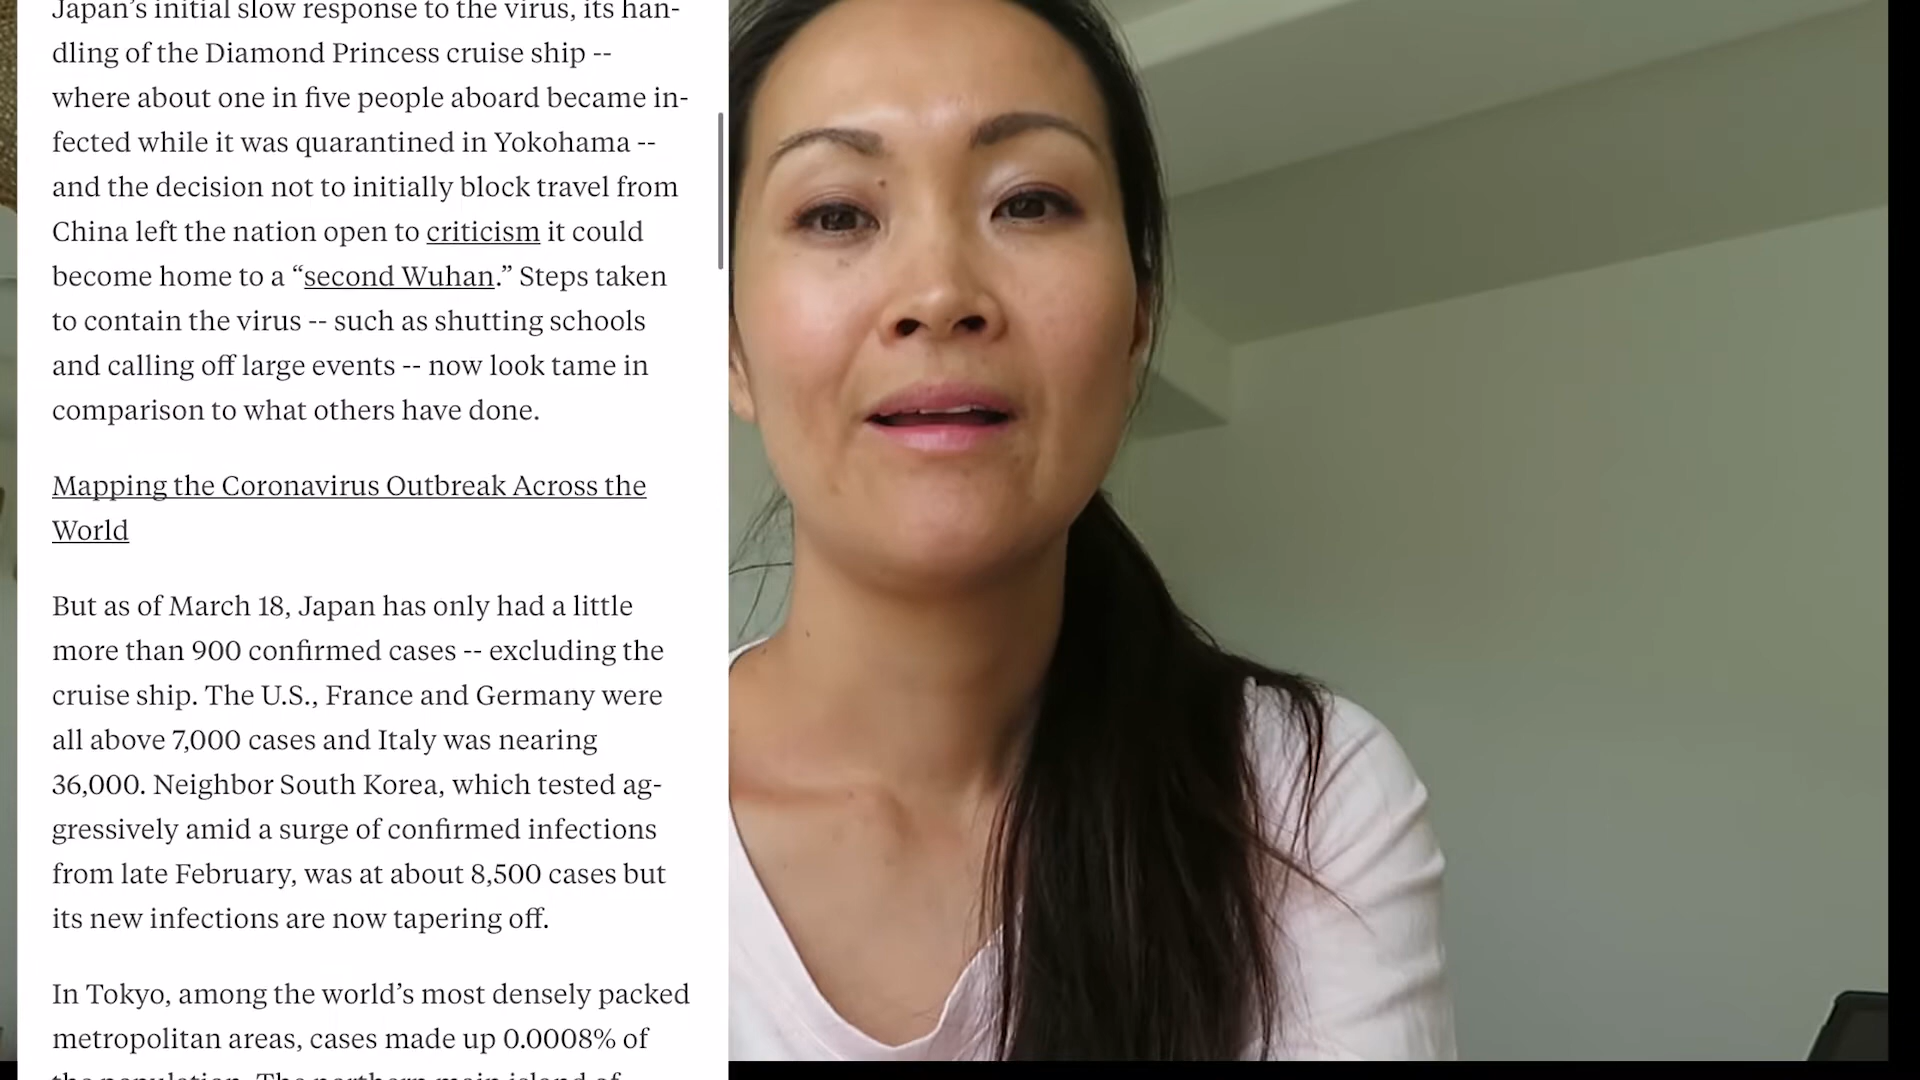 Japan’s initial slow response to the virus, its han-
dling of the Diamond Princess cruise ship --
where about one in five people aboard became in-
fected while it was quarantined in Yokohama --
and the decision not to initially block travel from
China left the nation open to criticism it could
become home to a “second Wuhan.” Steps taken
to contain the virus -- such as shutting schools
and calling off large events -- now look tame in
comparison to what others have done.
Mapping the Coronavirus Outbreak Across the
World
But as of March 18, Japan has only had a little
more than 900 confirmed cases -- excluding the
cruise ship. The U.S., France and Germany were
all above 7,000 cases and Italy was nearing
36,000. Neighbor South Korea, which tested ag-
gressively amid a surge of confirmed infections
from late February, was at about 8,500 cases but
its new infections are now tapering off.
In Tokyo, among the world’s most densely packed
metropolitan areas, cases made up 0.0008% of
the population. The northern main island of